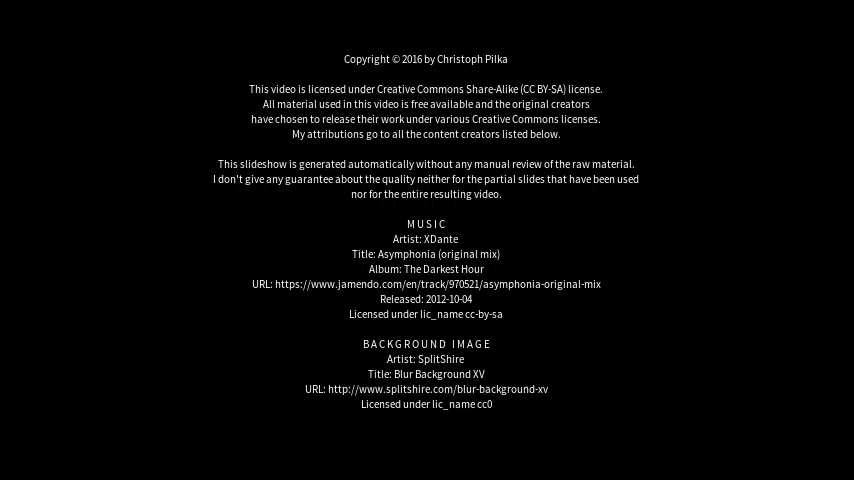 Copyright © 2016 by Christoph Pilka
This video is licensed under Creative Commons Share-Alike (CC BY-SA) license.
All material used in this video is free available and the original creators
have chosen to release their work under various Creative Commons licenses.
My attributions go to all the content creators listed below.
This slideshow is generated automatically without any manual review of the raw material.
I don't give any guarantee about the quality neither for the partial slides that have been used
nor for the entire resulting video.
M U S I C
Artist: XDante
Title: Asymphonia (original mix)
Album: The Darkest Hour
URL: https://www.jamendo.com/en/track/970521/asymphonia-original-mix
Released: 2012-10-04
Licensed under lic_name cc-by-sa
B A C K G R O U N D   I M A G E
Artist: SplitShire
Title: Blur Background XV
URL: http://www.splitshire.com/blur-background-xv
Licensed under lic_name cc0